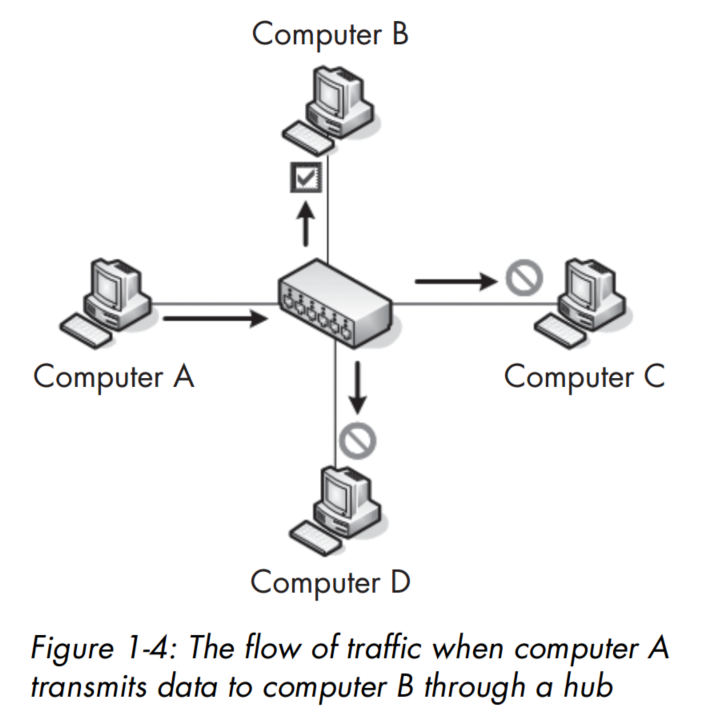 Computer B
Computer A
Computer C
Computer D
Figure 1-4: The flow of traffic when computer A
transmits data to computer B through a hub